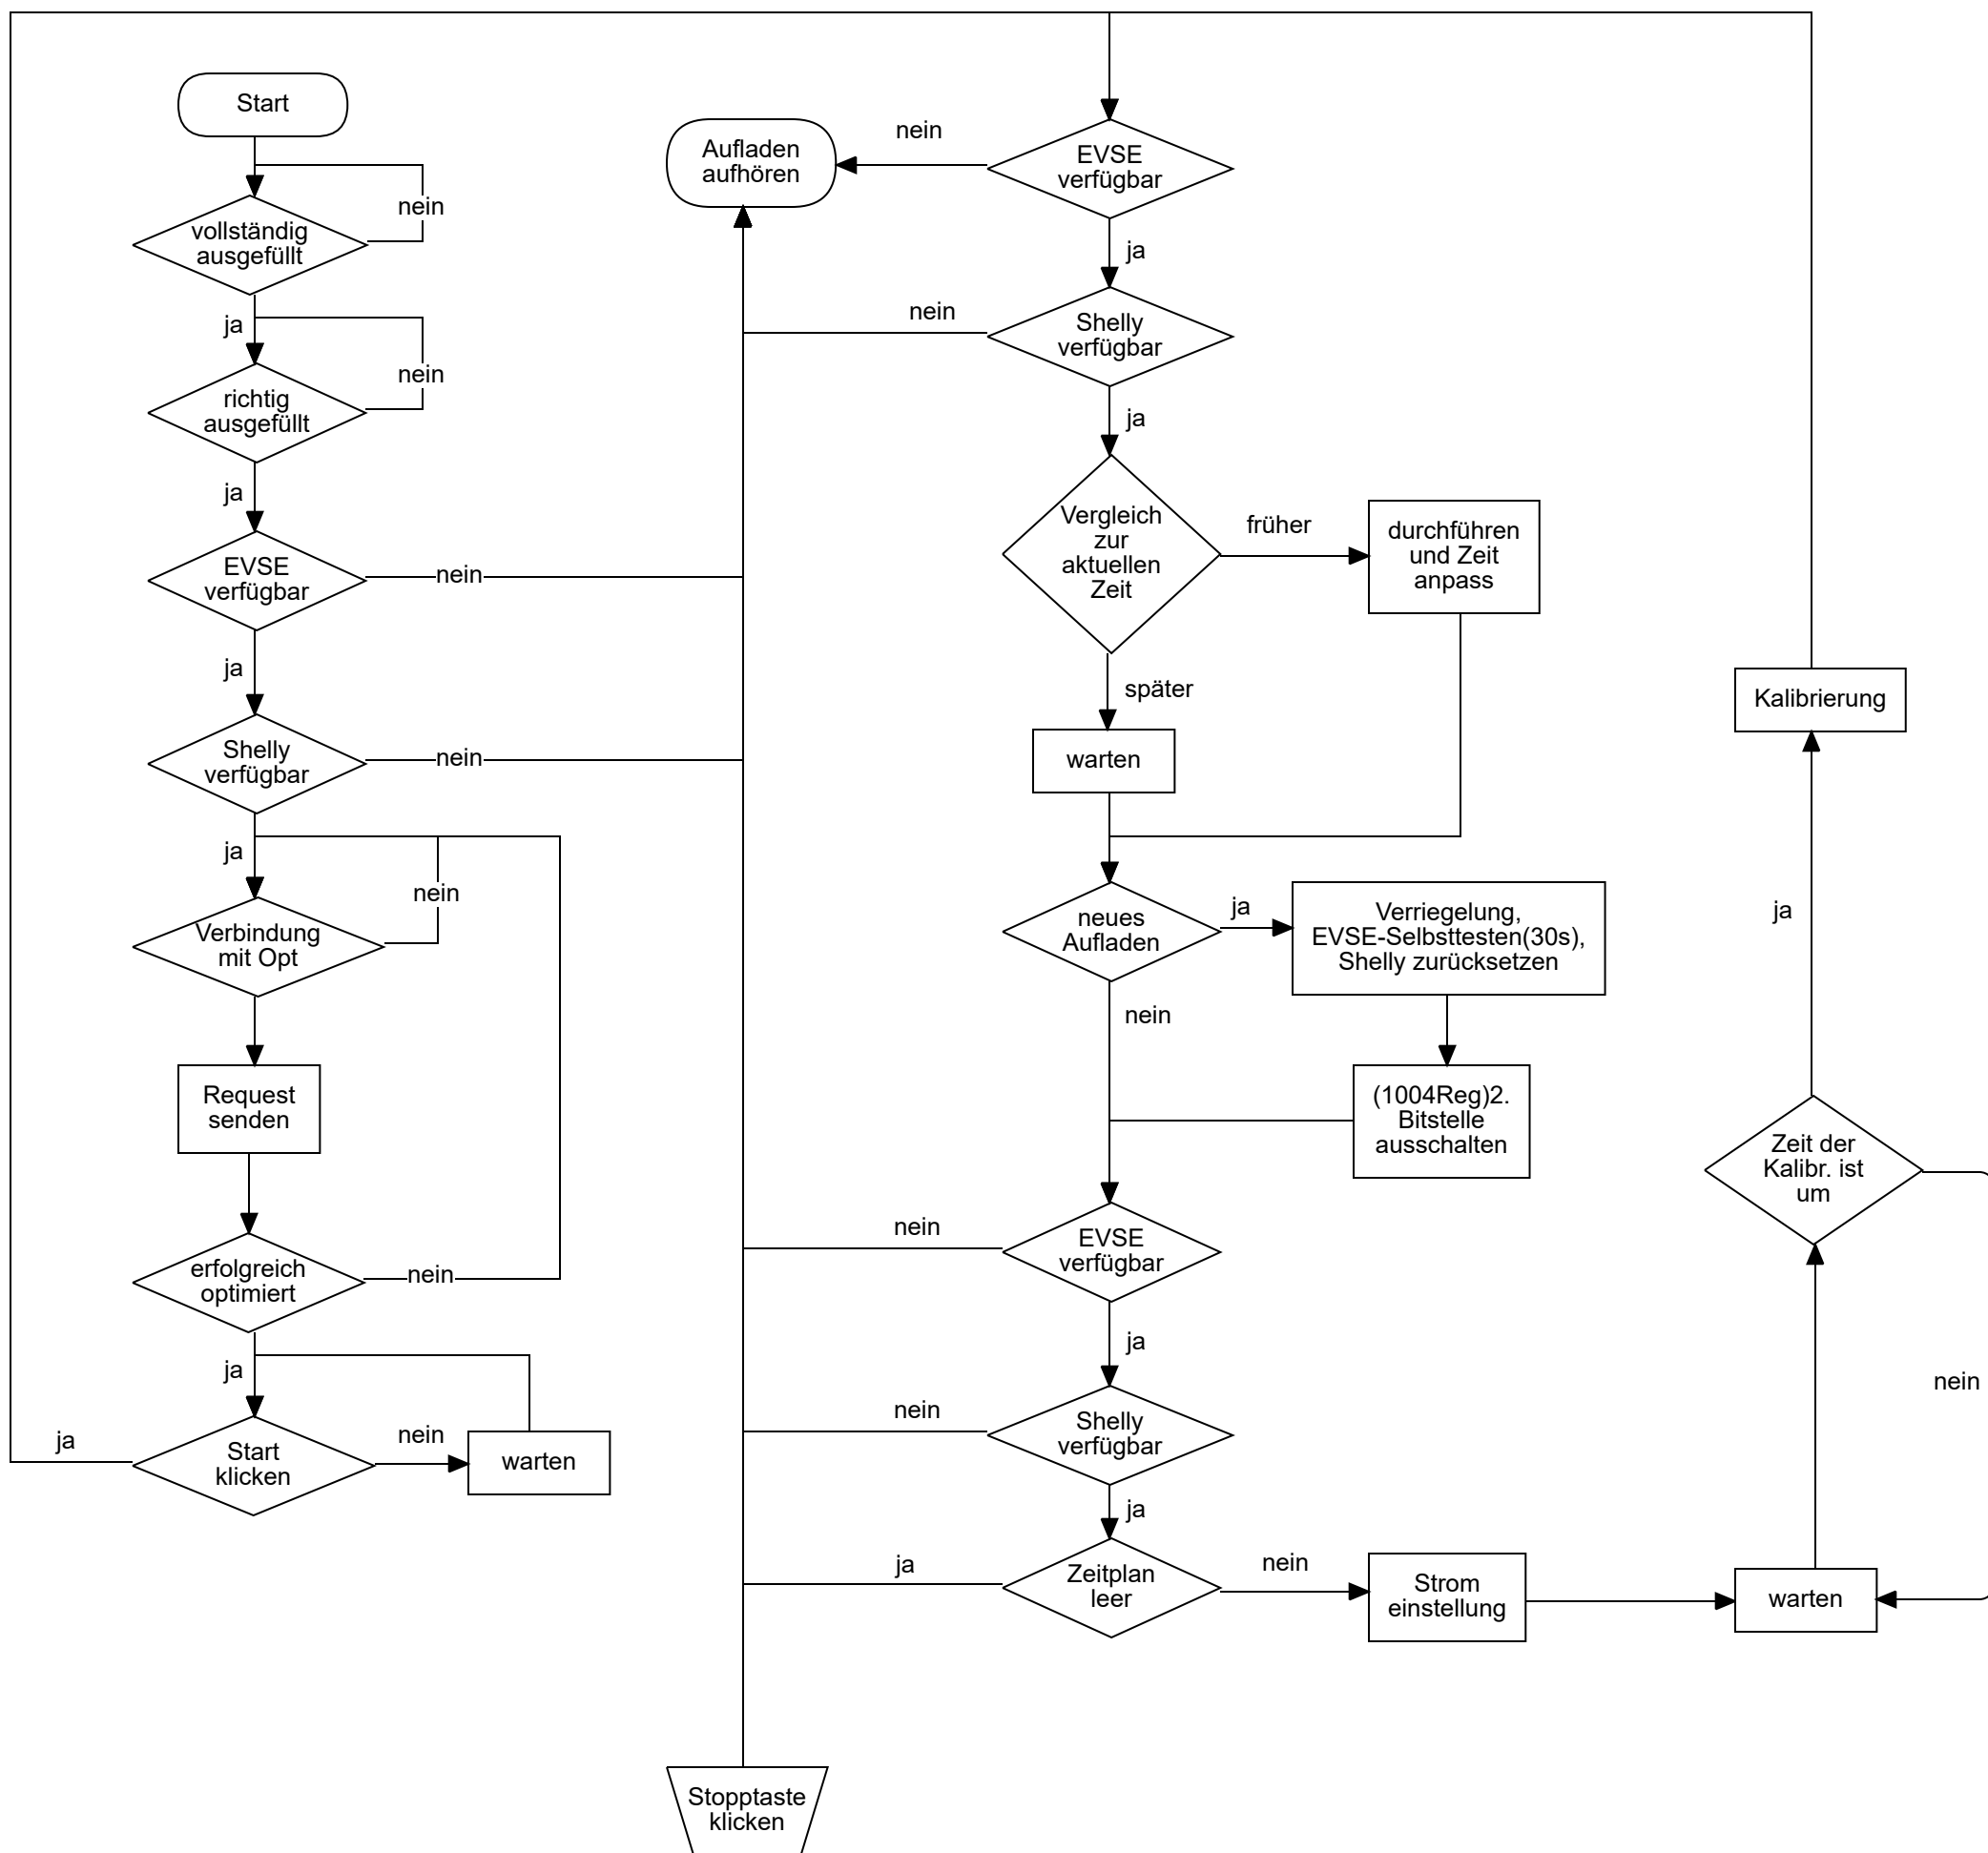 Start
nein
vollständig
ausgefüllt
ja
nein
richtig
ausgefüllt
ja
EVSE
verfügbar
nein
ja
Shelly
verfügbar
nein
ja
nein
Verbindung
mit Opt
Request
senden
erfolgreich
optimiert
nein
ja
ja
Start
klicken
nein
warten
Aufladen
aufhören
nein
EVSE
verfügbar
ja
nein
Shelly
verfügbar
ja
Vergleich
zur
aktuellen
Zeit
früher
durchführen
und Zeit
anpass
später
warten
neues
Aufladen
ja
Verriegelung,
EVSE-Selbsttesten(30s),
Shelly zurücksetzen
nein
(1004Reg)2.
Bitstelle
ausschalten
nein
EVSE
verfügbar
ja
nein
Shelly
verfügbar
ja
ja
Zeitplan
leer
nein
Strom
einstellung
warten
Kalibrierung
ja
Zeit der
Kalibr. ist
um
nein
Stopptaste
klicken